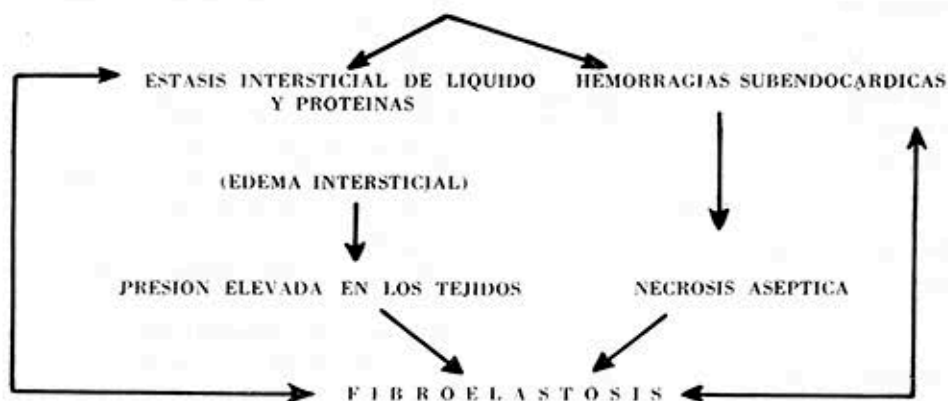 ESTASIS INTERSTICIAL DE LIQUIDO
Y PROTEINAS
HEMORRAGIAS SUBENDOCARDICAS
(EDEMA INTERSTICIAL)
PRESION ELEVADA EN LOS TEJIDOS
NECROSIS ASEPTICA
FIBROELASTOSIS